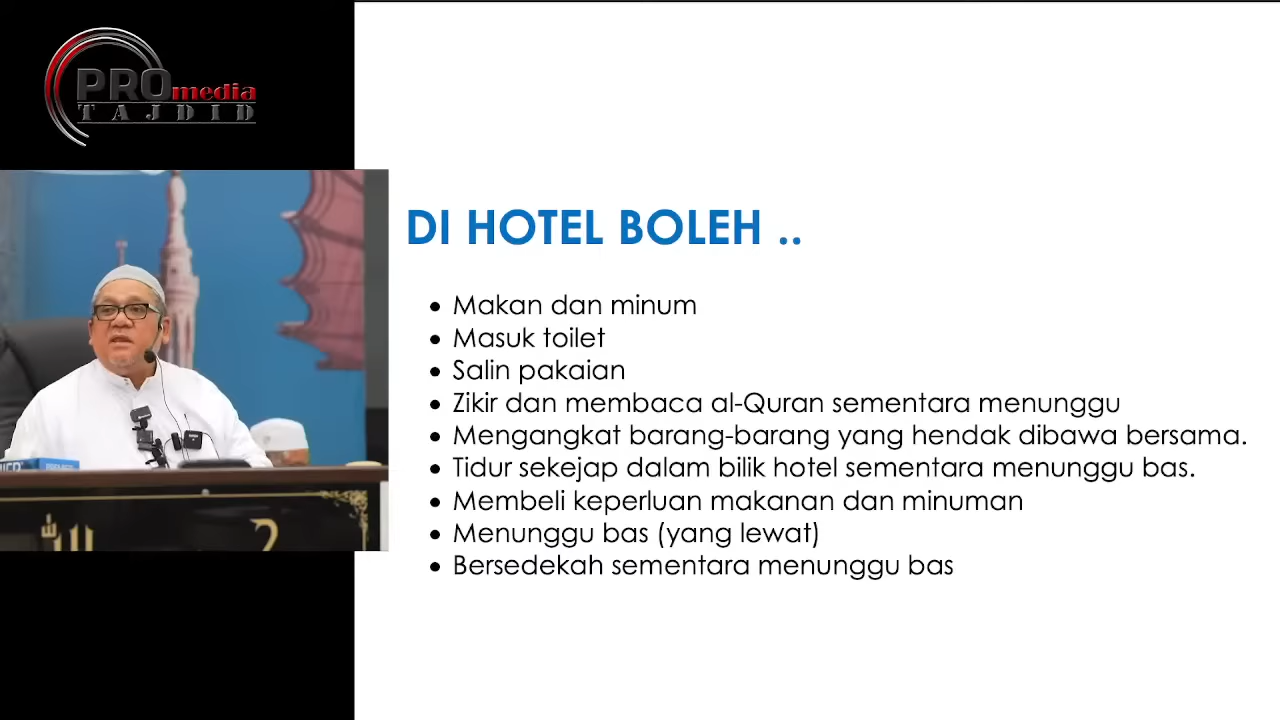 PROmedia
TAJDID
DI HOTEL BOLEH ..
• Makan dan minum
• Masuk toilet
• Salin pakaian
• Zikir dan membaca al-Quran sementara menunggu
• Mengangkat barang-barang yang hendak dibawa bersama.
• Tidur sekejap dalam bilik hotel sementara menunggu bas.
• Membeli keperluan makanan dan minuman
• Menunggu bas (yang lewat)
• Bersedekah sementara menunggu bas